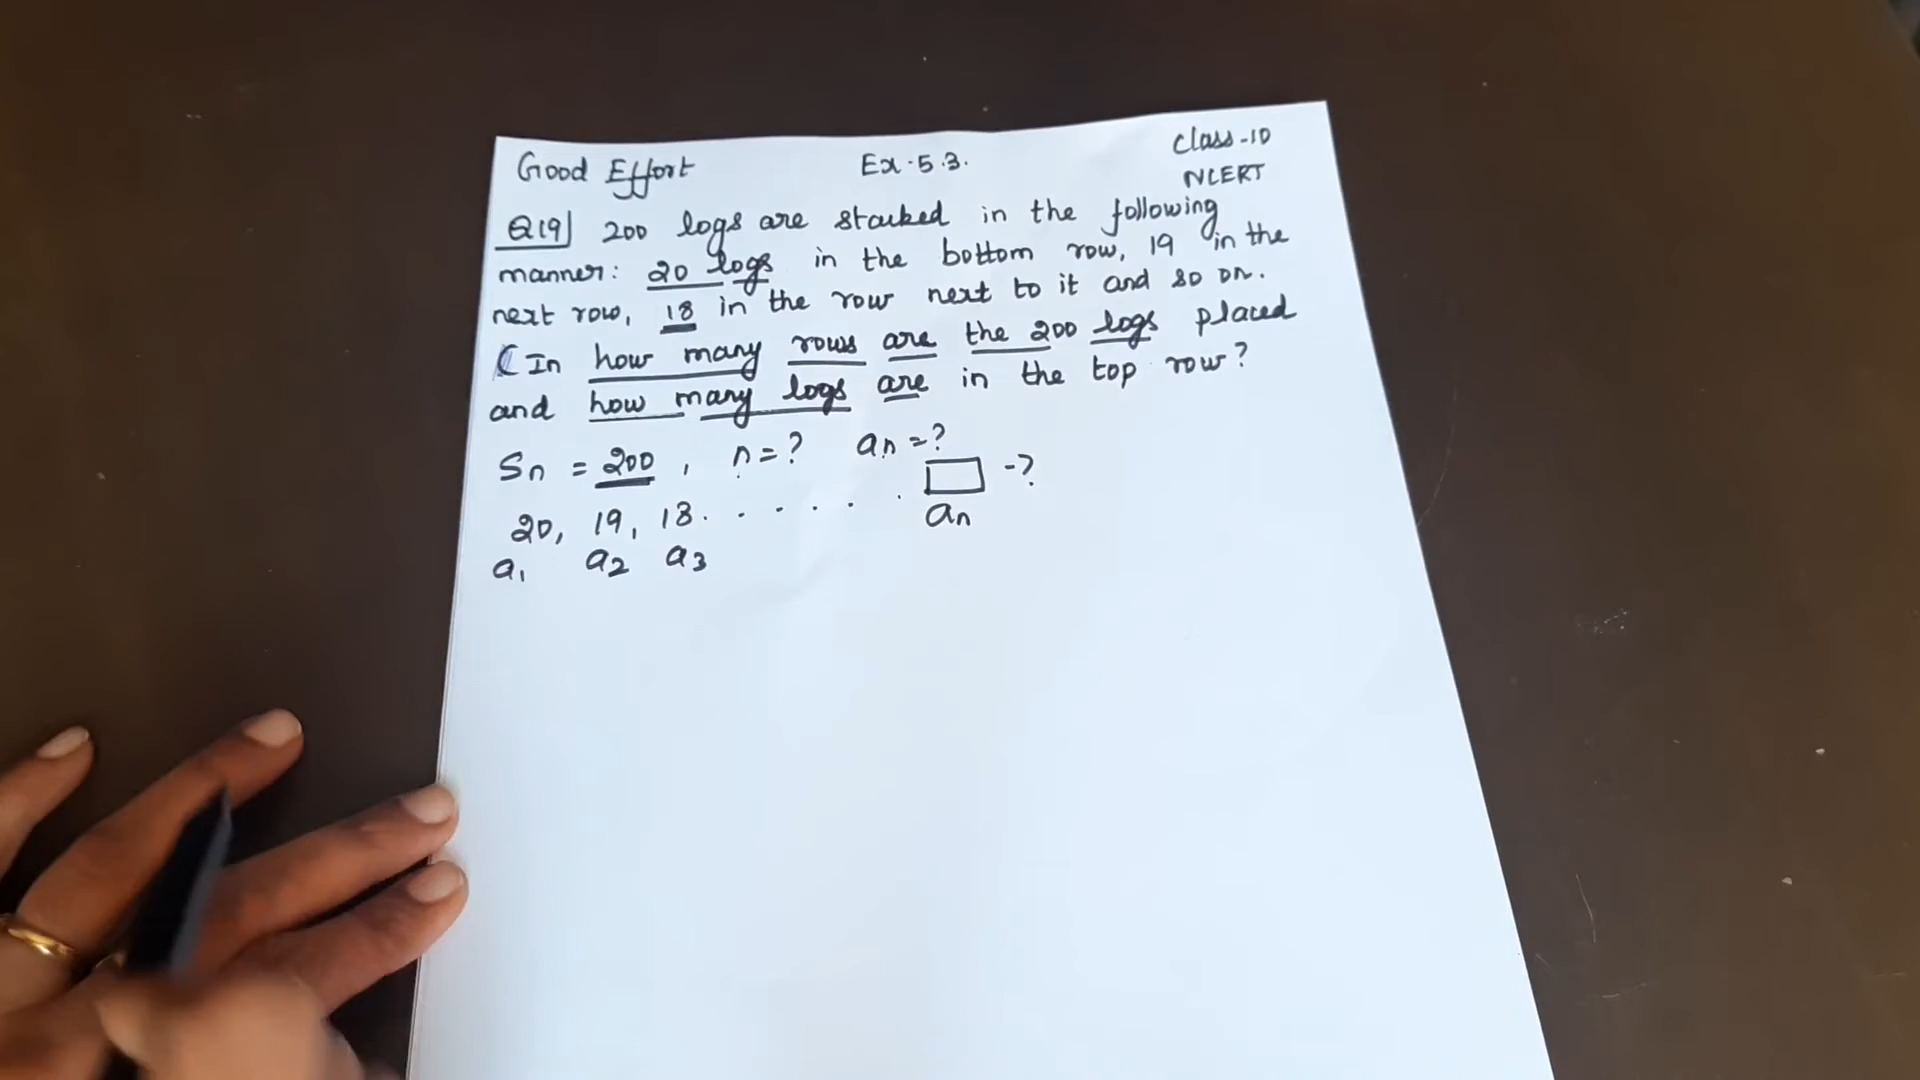 Good Effort Ex-5.3. Class-10
NCERT
Q19] 200 logs are stacked in the following
manner: 20 logs in the bottom row, 19 in the
next row, 18 in the row next to it and so on.
(In how many rows are the 200 logs placed
and how many logs are in the top row?
Sn = 200, n=? an=?
20, 19, 18. . . . . . -?
a1 a2 a3 an